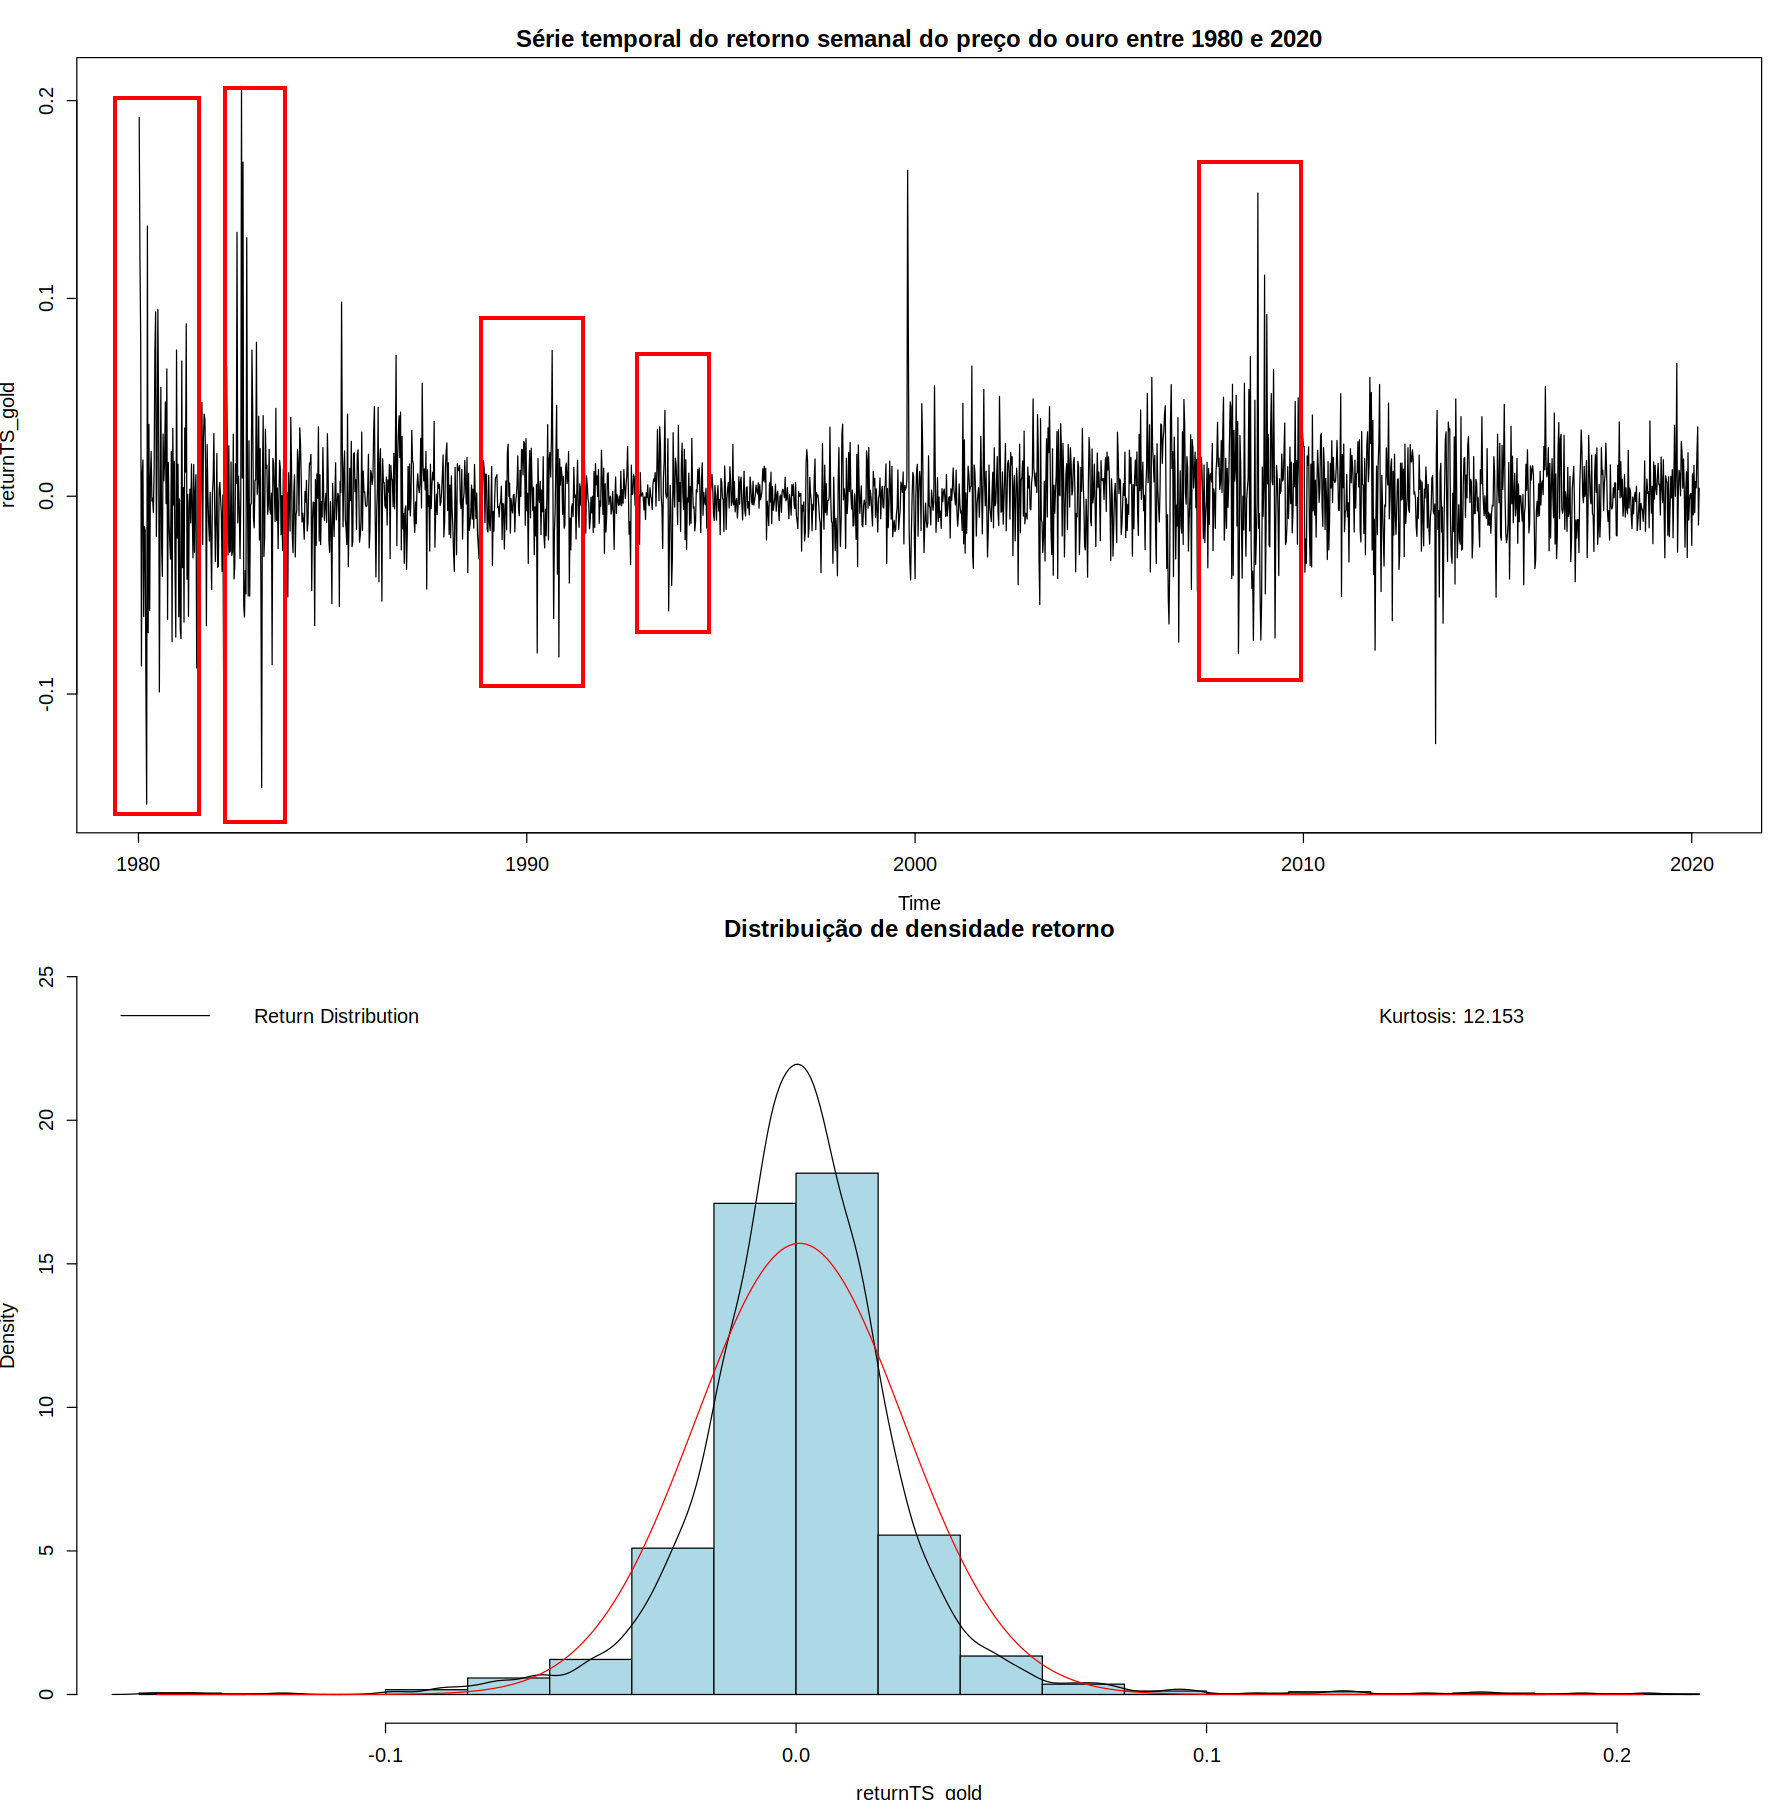 Série temporal do retorno semanal do preço do ouro entre 1980 e 2020
returnTS_gold
0.2
0.1
0.0
-0.1
1980 1990 2000 2010 2020
Time
Distribuição de densidade retorno
Density
25
20
15
10
5
0
Return Distribution
Kurtosis: 12.153
-0.1 0.0 0.1 0.2
returnTS_gold